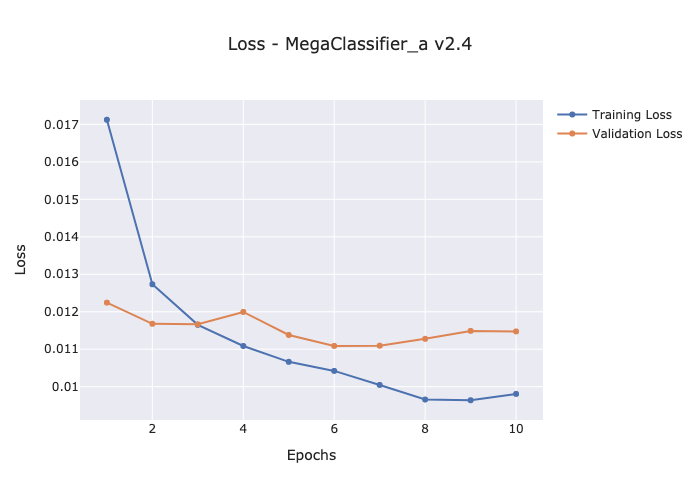 Loss - MegaClassifier_a v2.4
Training Loss
Validation Loss
Loss
0.017
0.016
0.015
0.014
0.013
0.012
0.011
0.01
2 4 6 8 10
Epochs